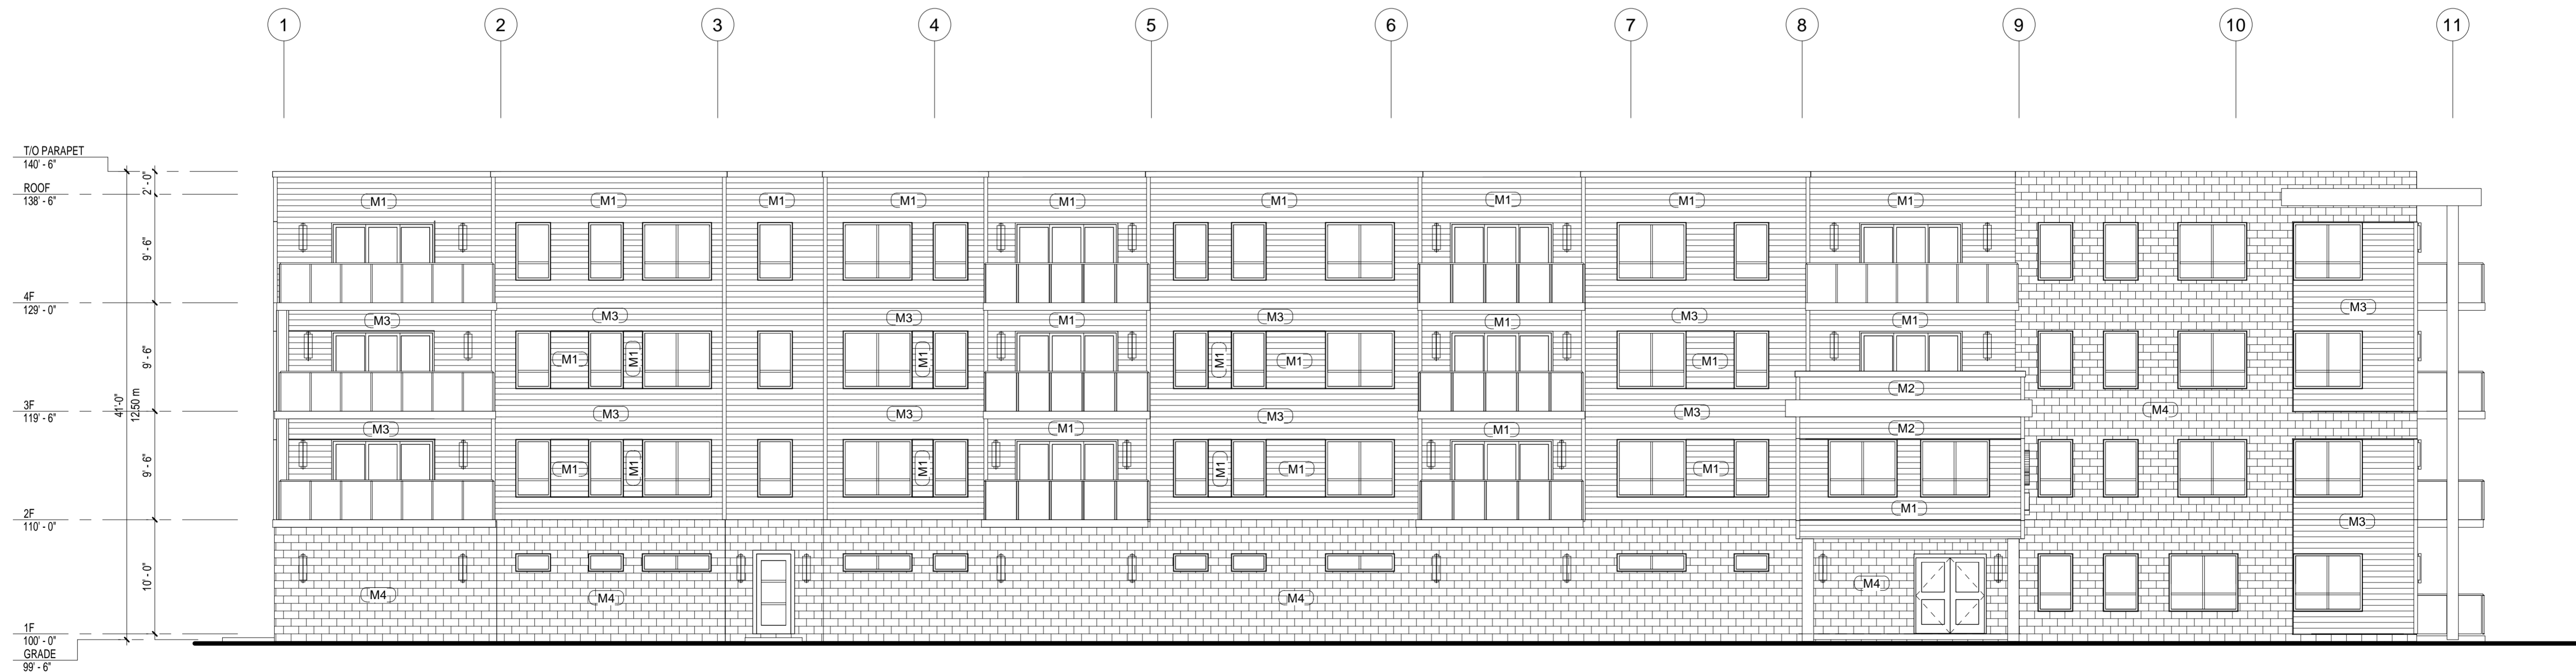 1 2 3 4 5 6 7 8 9 10 11
T/O PARAPET
140' - 6"
2' - 0"
ROOF
138' - 6"
M1 M1 M1 M1 M1 M1 M1 M1 M1
9' - 6"
4F
129' - 0"
M3
M3 M3 M1 M3 M1 M3 M1 M3
M1 M1 M1 M1 M1 M1
9' - 6"
M2
41'-0"
12.50 m
3F
119' - 6"
M3 M3 M3 M3 M4
M3 M1 M1 M2
M1 M1 M1 M1 M1 M1
9' - 6"
M1
M3
2F
110' - 0"
10' - 0"
M4
M4 M4 M4
1F
100' - 0"
GRADE
99' - 6"